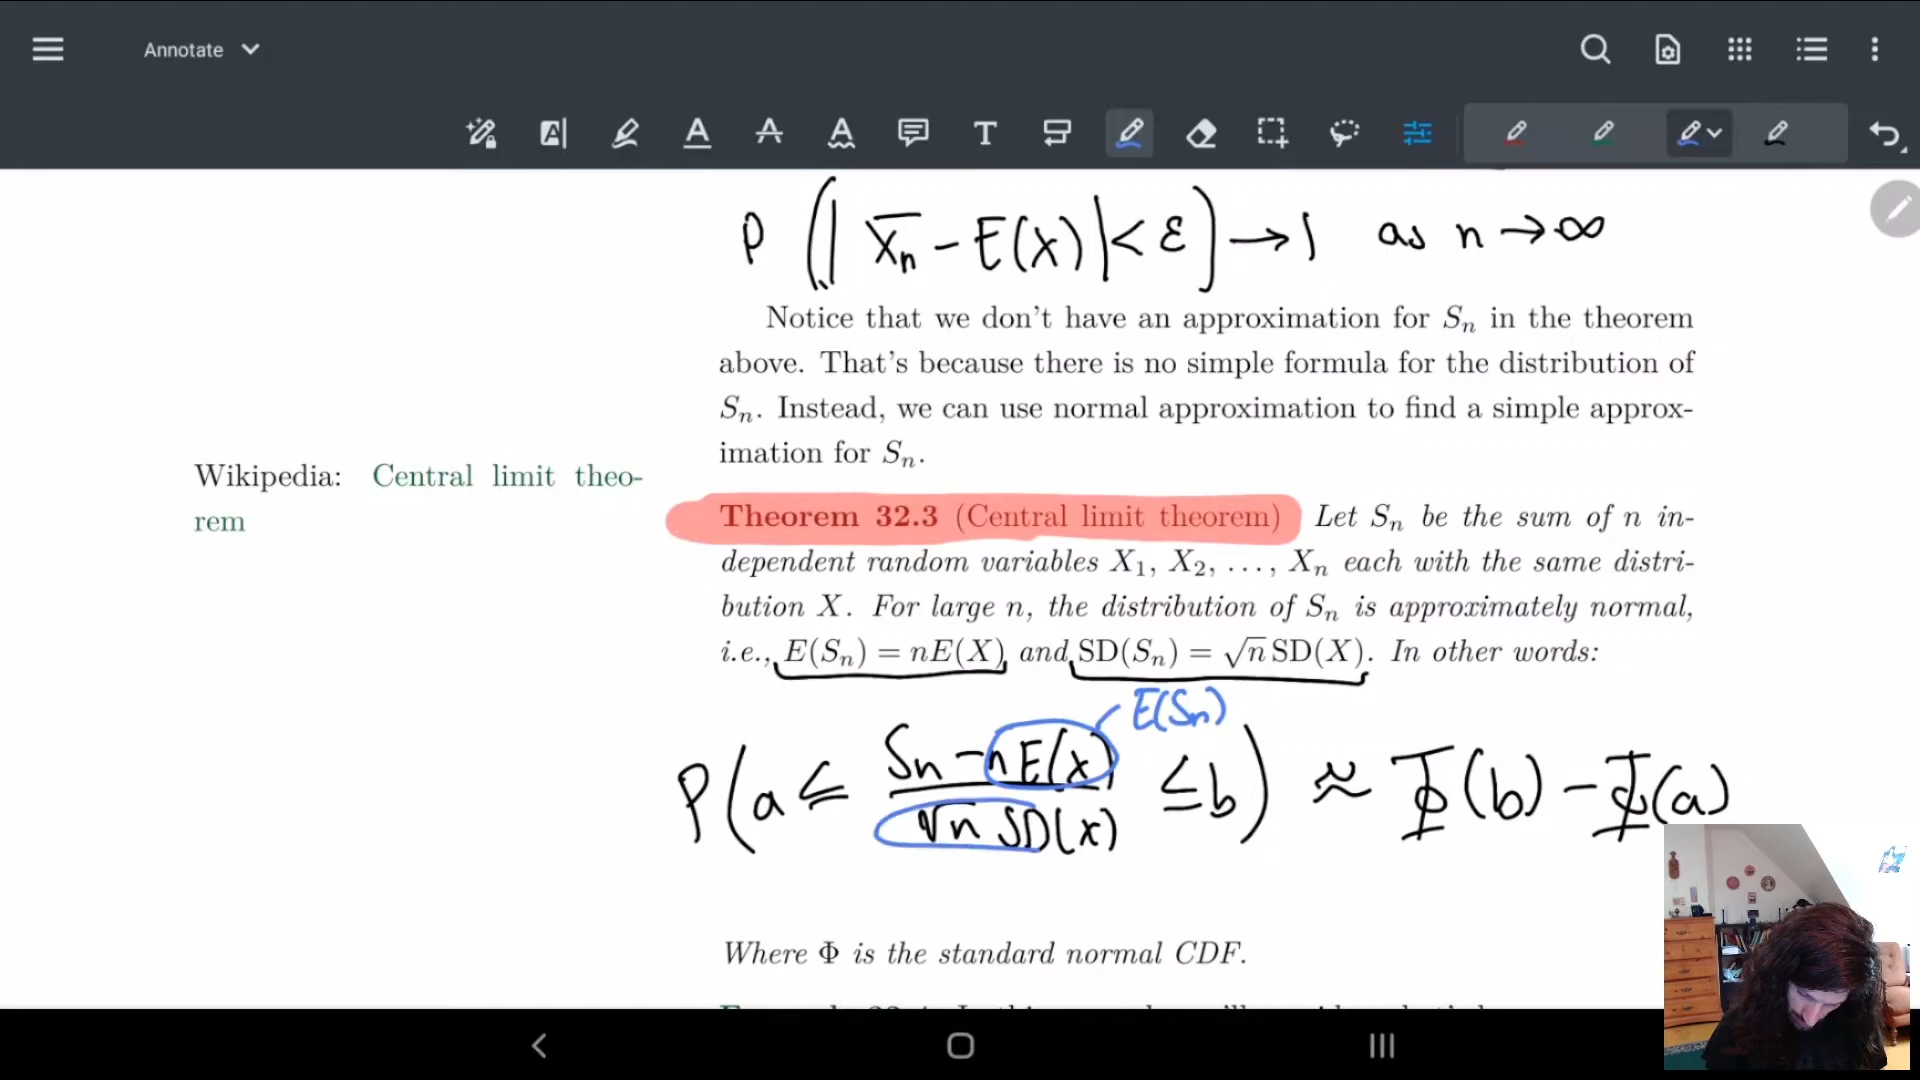 Annotate
P (| X̄n - E(X) | < ε) → 1 as n → ∞
Notice that we don't have an approximation for Sn in the theorem
above. That's because there is no simple formula for the distribution of
Sn. Instead, we can use normal approximation to find a simple approx-
imation for Sn.
Wikipedia: Central limit theo-
rem
Theorem 32.3 (Central limit theorem) Let Sn be the sum of n in-
dependent random variables X1, X2, ..., Xn each with the same distri-
bution X. For large n, the distribution of Sn is approximately normal,
i.e., E(Sn) = nE(X) and SD(Sn) = √n SD(X). In other words:
E(Sn)
P(a ≤ (Sn - nE(X)) / (√n SD(X)) ≤ b) ≈ Φ(b) - Φ(a)
Where Φ is the standard normal CDF.